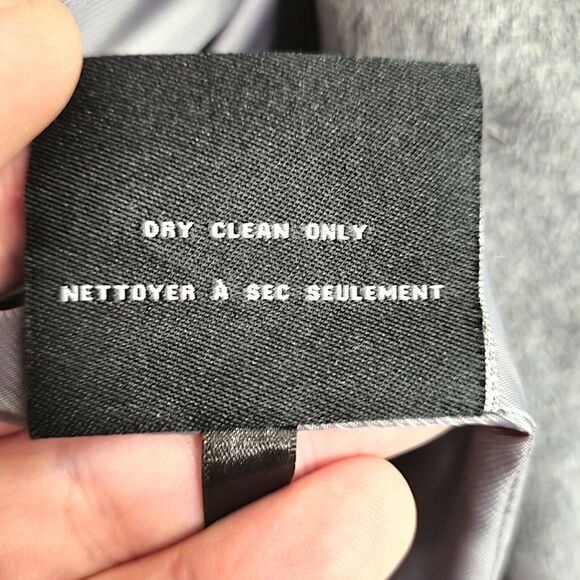 DRY CLEAN ONLY
NETTOYER À SEC SEULEMENT